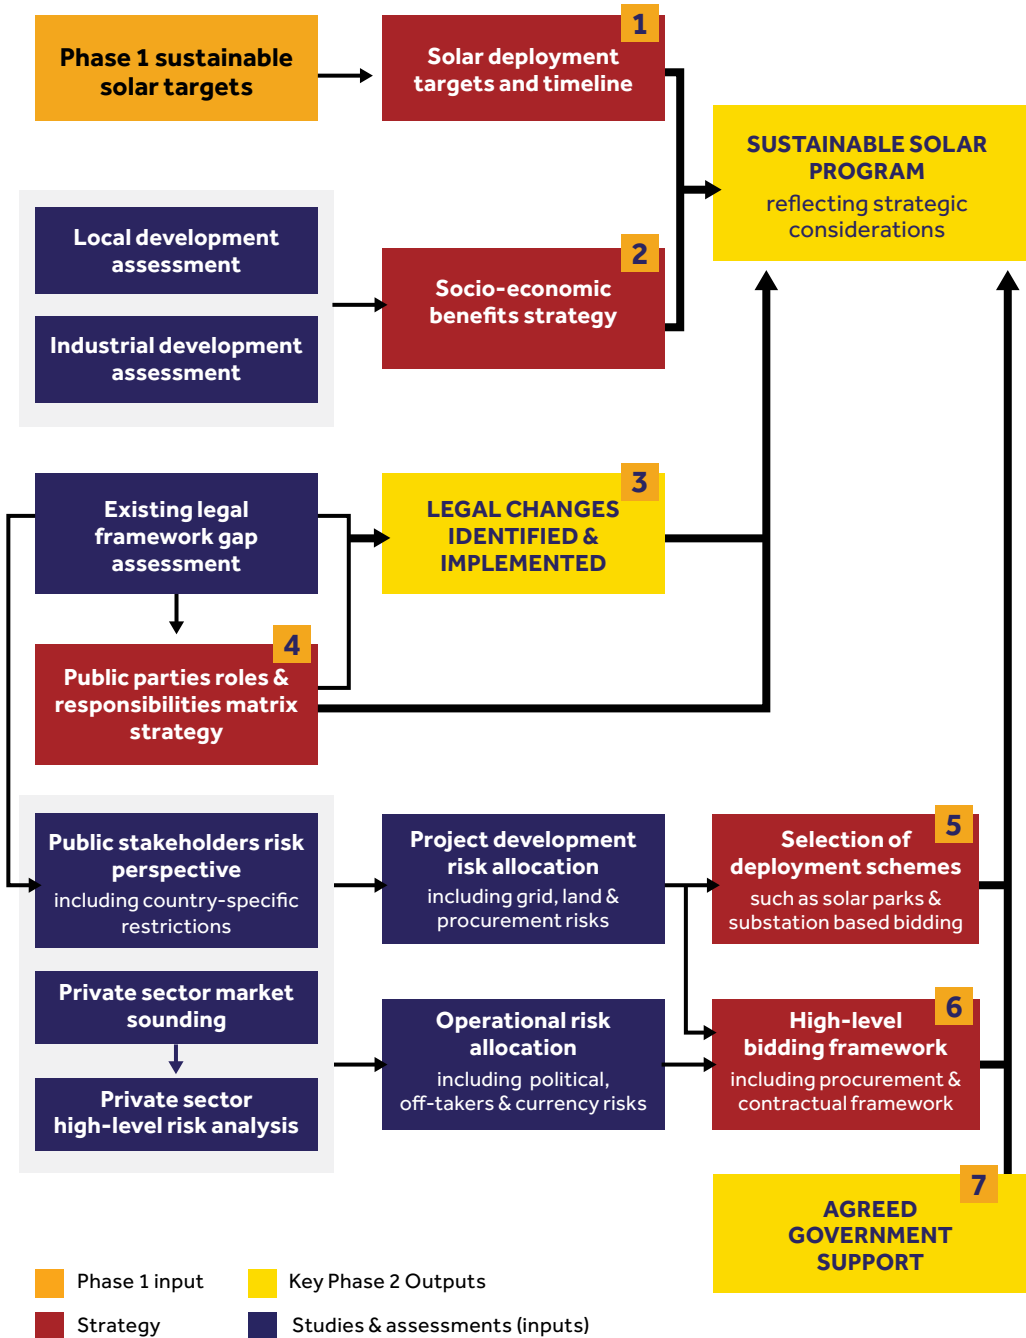 Phase 1 sustainable
solar targets
1
Solar deployment
targets and timeline
SUSTAINABLE SOLAR
PROGRAM
reflecting strategic
considerations
Local development
assessment
Industrial development
assessment
2
Socio-economic
benefits strategy
Existing legal
framework gap
assessment
3
LEGAL CHANGES
IDENTIFIED &
IMPLEMENTED
4
Public parties roles &
responsibilities matrix
strategy
Public stakeholders risk
perspective
including country-specific
restrictions
Project development
risk allocation
including grid, land &
procurement risks
5
Selection of
deployment schemes
such as solar parks &
substation based bidding
Private sector market
sounding
Private sector
high-level risk analysis
Operational risk
allocation
including political,
off-takers & currency risks
6
High-level
bidding framework
including procurement &
contractual framework
7
AGREED
GOVERNMENT
SUPPORT
Phase 1 input
Key Phase 2 Outputs
Strategy
Studies & assessments (inputs)